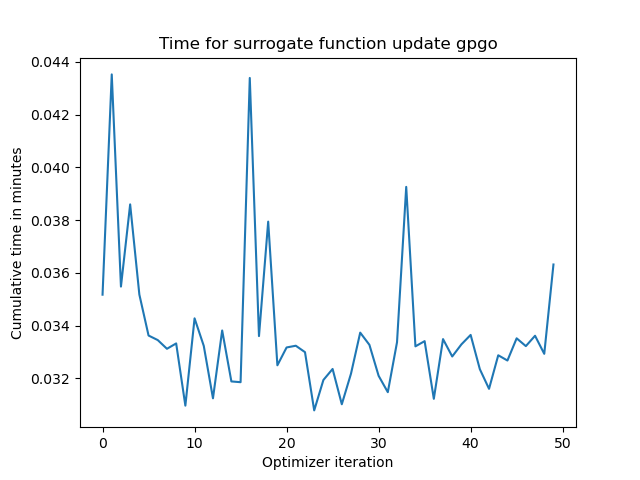 Time for surrogate function update gpgo
Cumulative time in minutes
0.044
0.042
0.040
0.038
0.036
0.034
0.032
0 10 20 30 40 50
Optimizer iteration